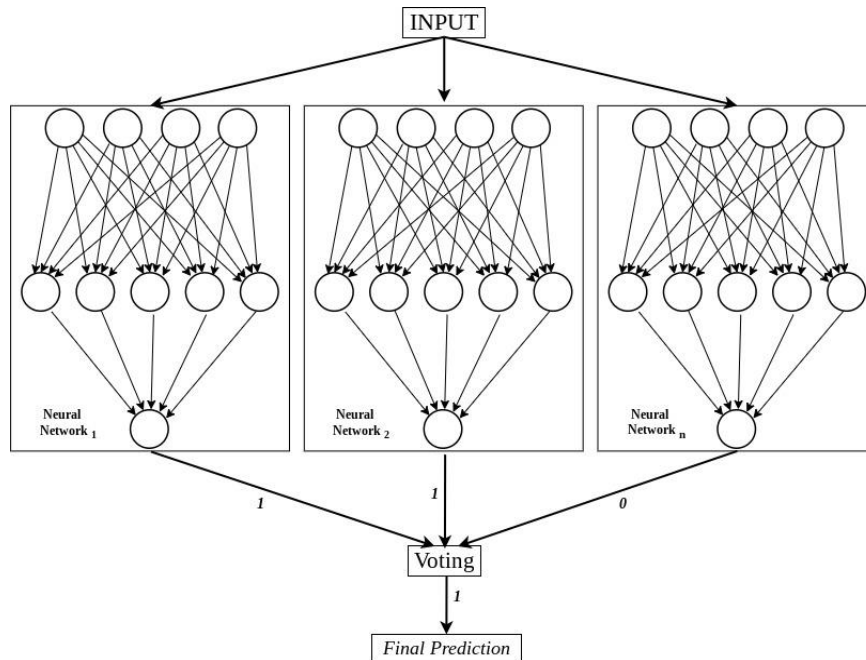 INPUT
Neural
Network 1
Neural
Network 2
Neural
Network n
1
1
0
Voting
1
Final Prediction